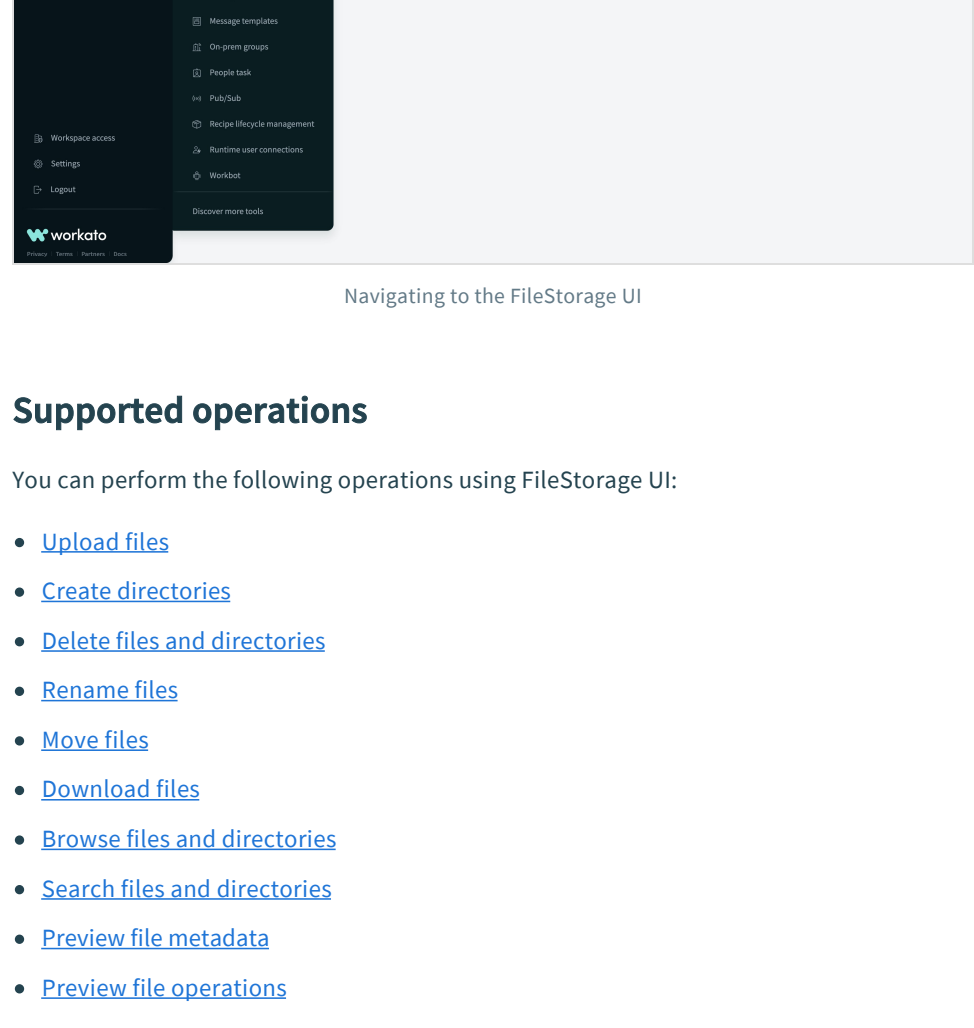 Message templates
On-prem groups
People task
Pub/Sub
Recipe lifecycle management
Runtime user connections
Workbot
Discover more tools
Workspace access
Settings
Logout
workato
Privacy Terms Partners Docs
Navigating to the FileStorage UI
Supported operations
You can perform the following operations using FileStorage UI:
Upload files
Create directories
Delete files and directories
Rename files
Move files
Download files
Browse files and directories
Search files and directories
Preview file metadata
Preview file operations